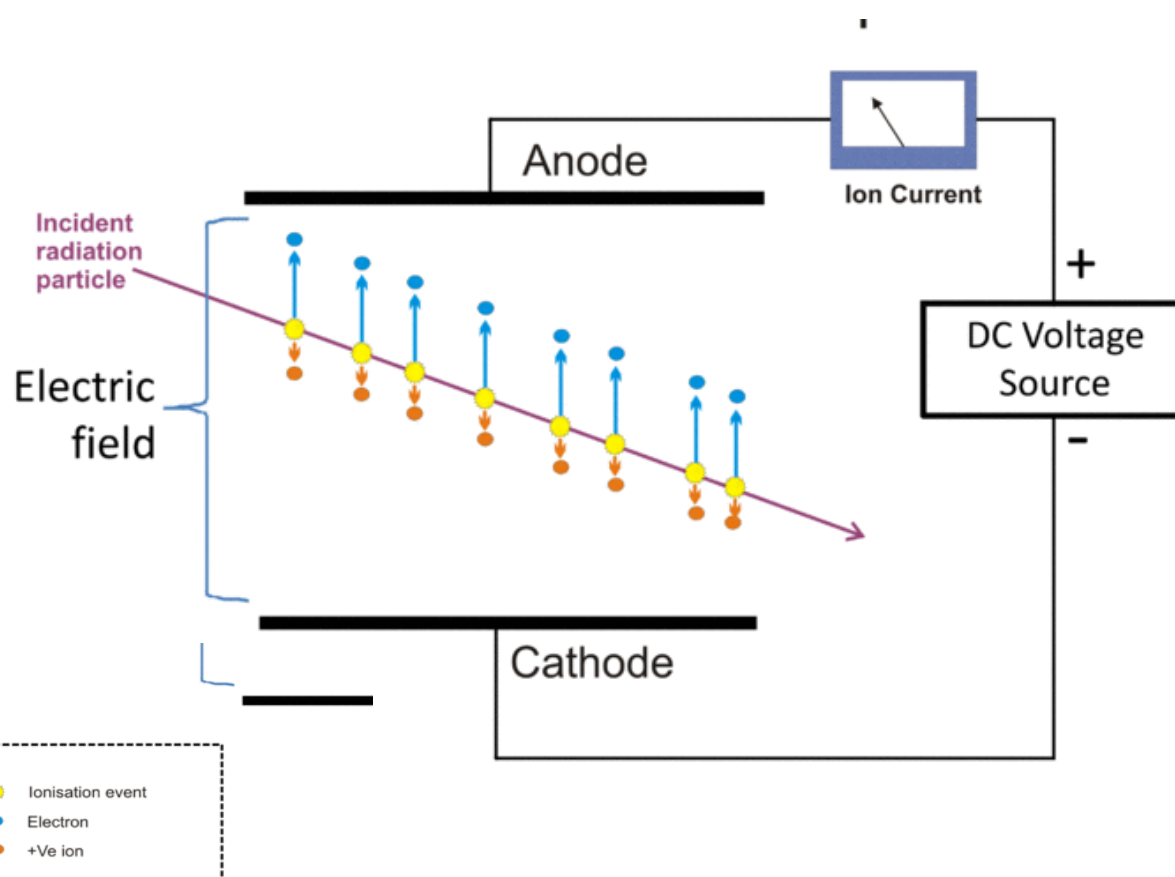 Anode
Ion Current
Incident
radiation
particle
+
DC Voltage
Source
-
Electric
field
Cathode
Ionisation event
Electron
+Ve ion